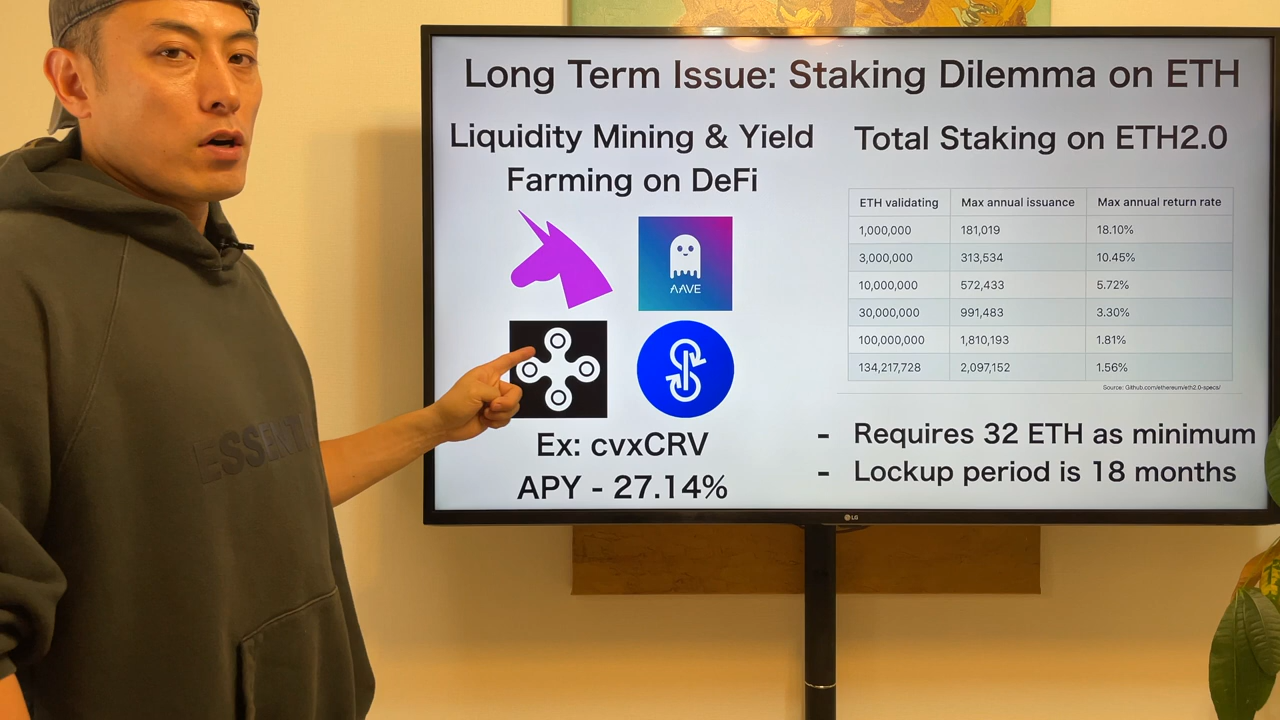 Long Term Issue: Staking Dilemma on ETH
Liquidity Mining & Yield
Farming on DeFi
AAVE
Ex: cvxCRV
APY - 27.14%
Total Staking on ETH2.0
ETH validating Max annual issuance Max annual return rate
1,000,000 181,019 18.10%
3,000,000 313,534 10.45%
10,000,000 572,433 5.72%
30,000,000 991,483 3.30%
100,000,000 1,810,193 1.81%
134,217,728 2,097,152 1.56%
Source: Github.com/ethereum/eth2.0-specs/
- Requires 32 ETH as minimum
- Lockup period is 18 months
LG